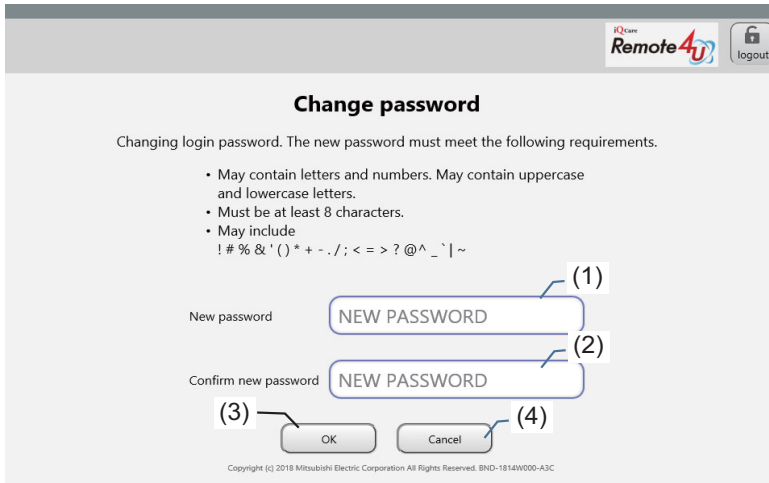 iQ Care
Remote4U
logout
Change password
Changing login password. The new password must meet the following requirements.
• May contain letters and numbers. May contain uppercase
and lowercase letters.
• Must be at least 8 characters.
• May include
! # % & ' ( ) * + - . / ; < = > ? @ ^ _ ` | ~
(1)
New password NEW PASSWORD
(2)
Confirm new password NEW PASSWORD
(3) (4)
OK Cancel
Copyright (c) 2018 Mitsubishi Electric Corporation All Rights Reserved. BND-1814W000-A3C